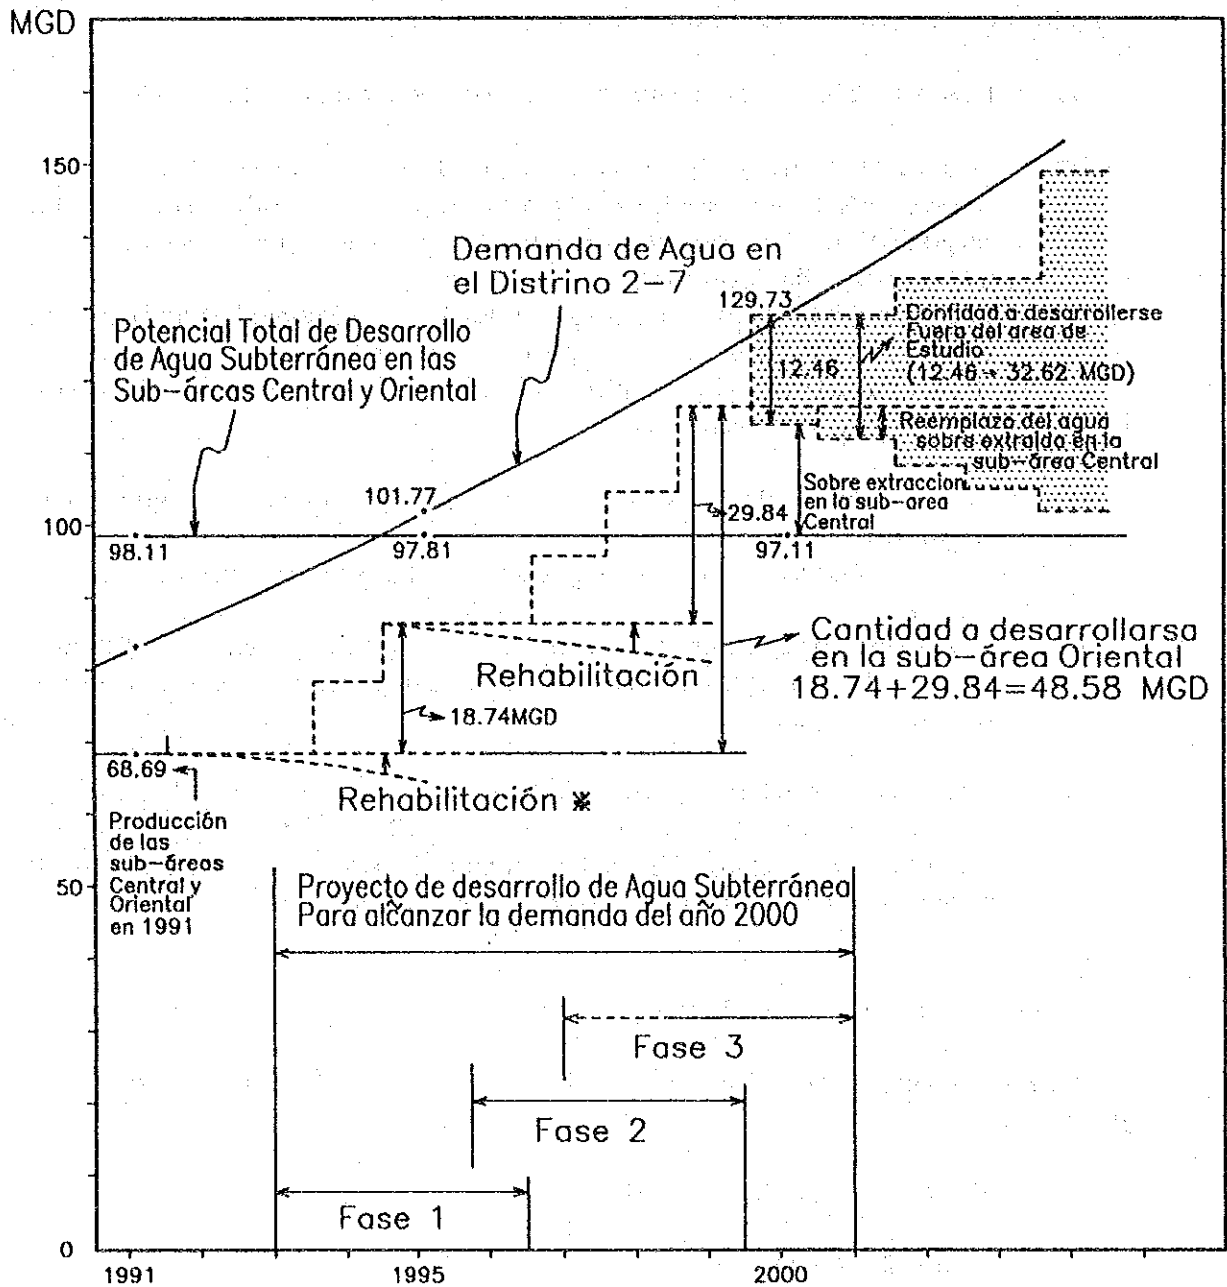 MGD
150
Demanda de Agua en
el Distrino 2-7
129.73
Potencial Total de Desarrollo
de Agua Subterránea en las
Sub-árcas Central y Oriental
Contidad a desarrollerse
Fuera del area de
Estudio
(12.46 + 32.62 MGD)
12.46
Reemplazo del agua
sobre extraido en la
sub-área Central
Sobre extraccion
en la sub-area
Central
101.77
100
29.84
98.11
97.81
97.11
Cantidad a desarrollarsa
en la sub-área Oriental
18.74+29.84=48.58 MGD
Rehabilitación
18.74MGD
68.69
Rehabilitación ※
Producción
de las
sub-áreas
Central y
Oriental
en 1991
50
Proyecto de desarrollo de Agua Subterránea
Para alcanzar la demanda del año 2000
Fase 3
Fase 2
Fase 1
0
1991
1995
2000